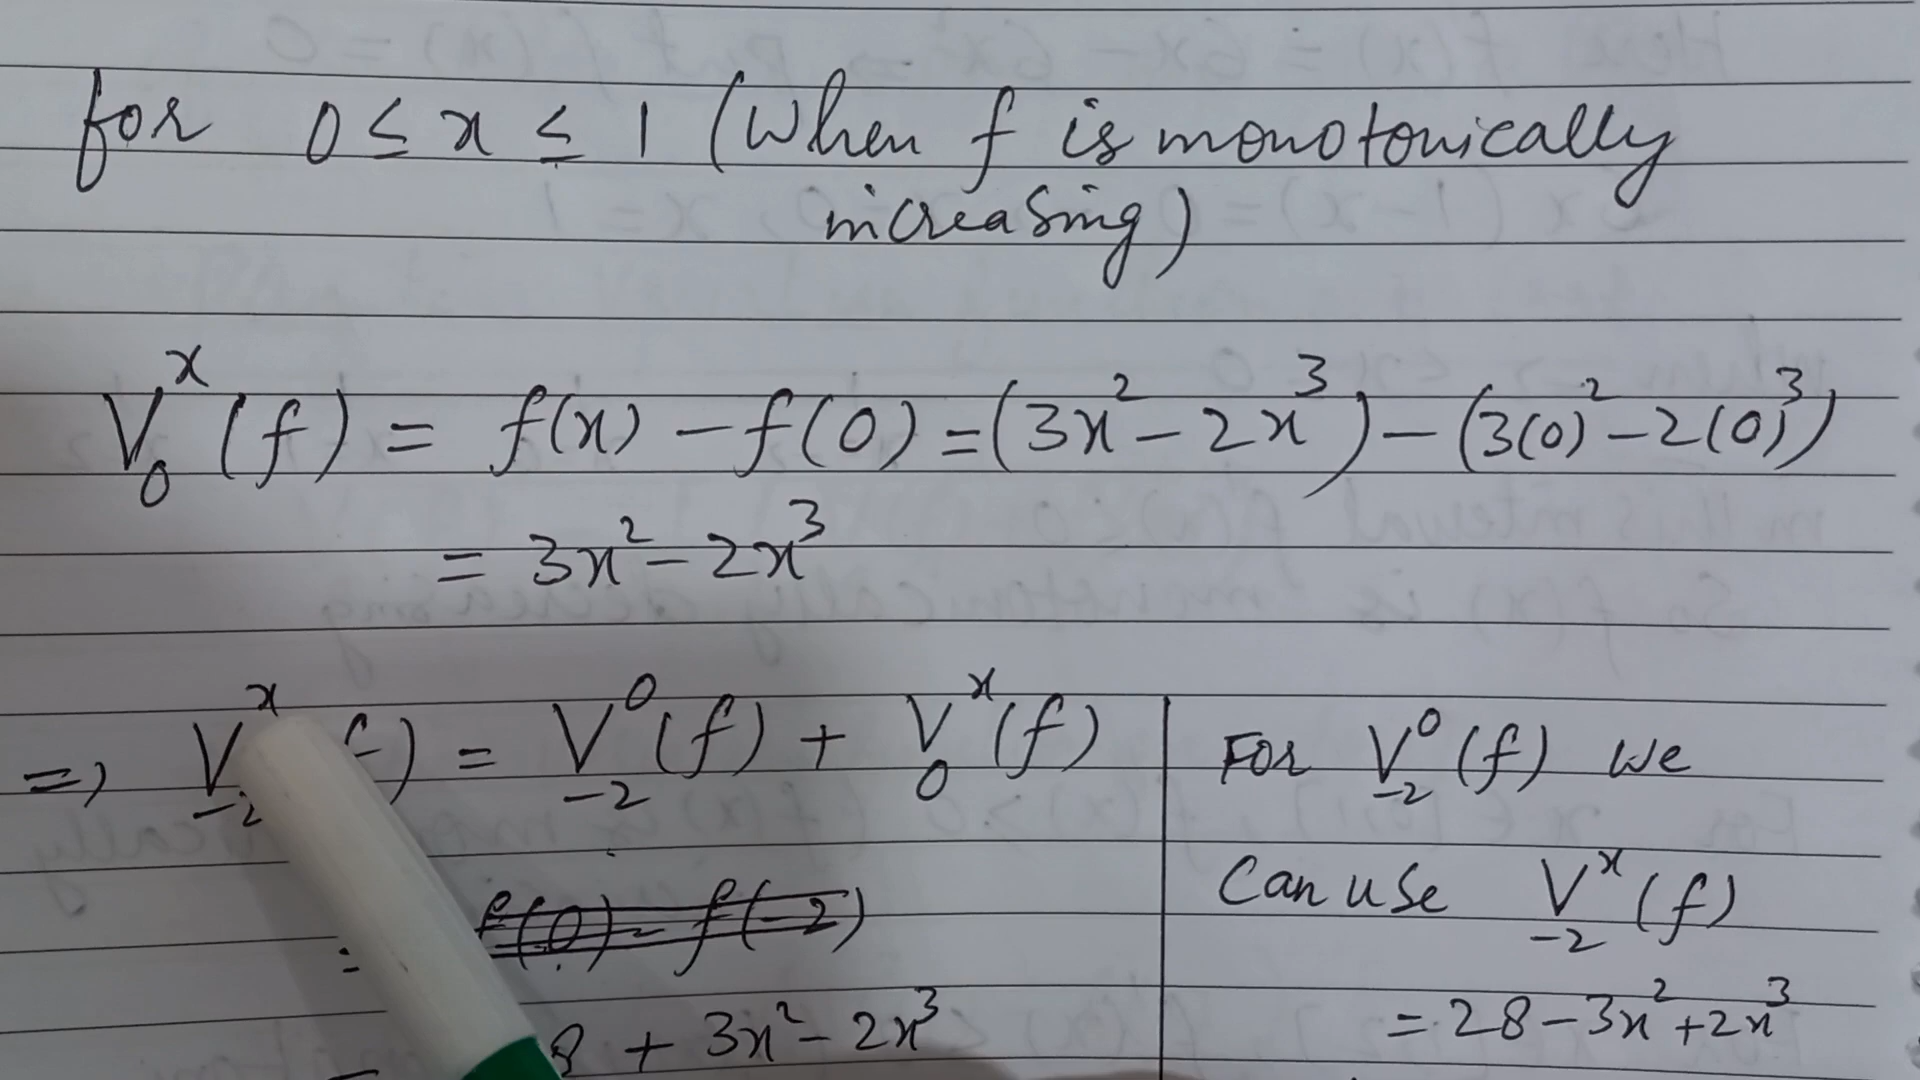 for 0 ≤ x ≤ 1 (When f is monotonically
increasing)
V₀ˣ(f) = f(x) - f(0) = (3x² - 2x³) - (3(0)² - 2(0)³)
= 3x² - 2x³
⇒ V₋₂ˣ(f) = V₋₂⁰(f) + V₀ˣ(f)
= f(0) - f(-2)
8 + 3x² - 2x³
For V₋₂⁰(f) we
Can use V₋₂ˣ(f)
= 28 - 3x² + 2x³